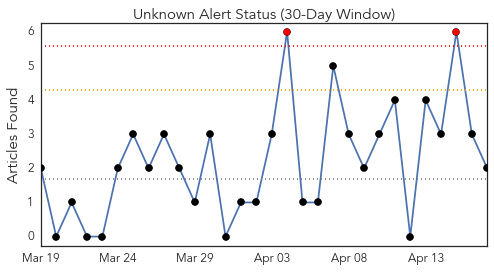 Unknown Alert Status (30-Day Window)
Articles Found
6
5
4
3
2
1
0
Mar 19 Mar 24 Mar 29 Apr 03 Apr 08 Apr 13